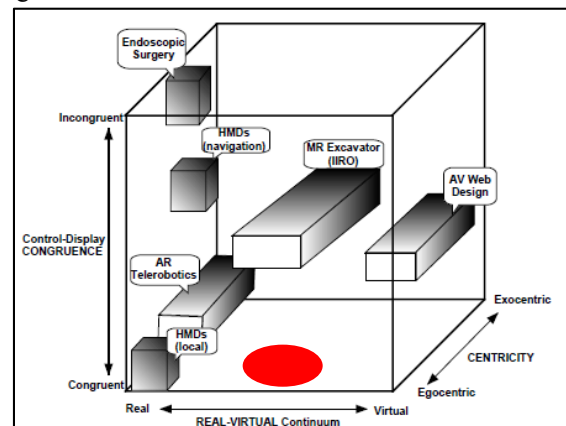 Endoscopic
Surgery
Incongruent
HMDs
(navigation)
MR Excavator
(IIRO)
AV Web
Design
Control-Display
CONGRUENCE
AR
Telerobotics
HMDs
(local)
Exocentric
CENTRICITY
Egocentric
Congruent
Real
Virtual
REAL-VIRTUAL Continuum